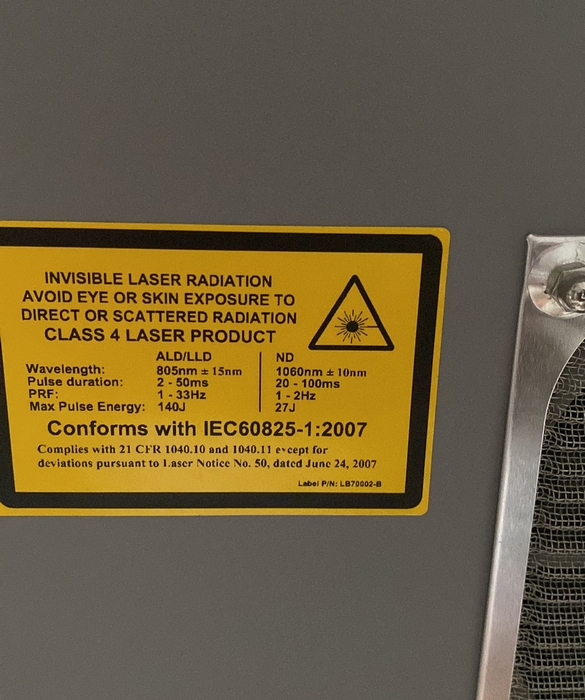 INVISIBLE LASER RADIATION
AVOID EYE OR SKIN EXPOSURE TO
DIRECT OR SCATTERED RADIATION
CLASS 4 LASER PRODUCT
ALD/LLD ND
Wavelength: 805nm ± 15nm 1060nm ± 10nm
Pulse duration: 2 - 50ms 20 - 100ms
PRF: 1 - 33Hz 1 - 2Hz
Max Pulse Energy: 140J 27J
Conforms with IEC60825-1:2007
Complies with 21 CFR 1040.10 and 1040.11 except for
deviations pursuant to Laser Notice No. 50, dated June 24, 2007
Label P/N: LB70002-B